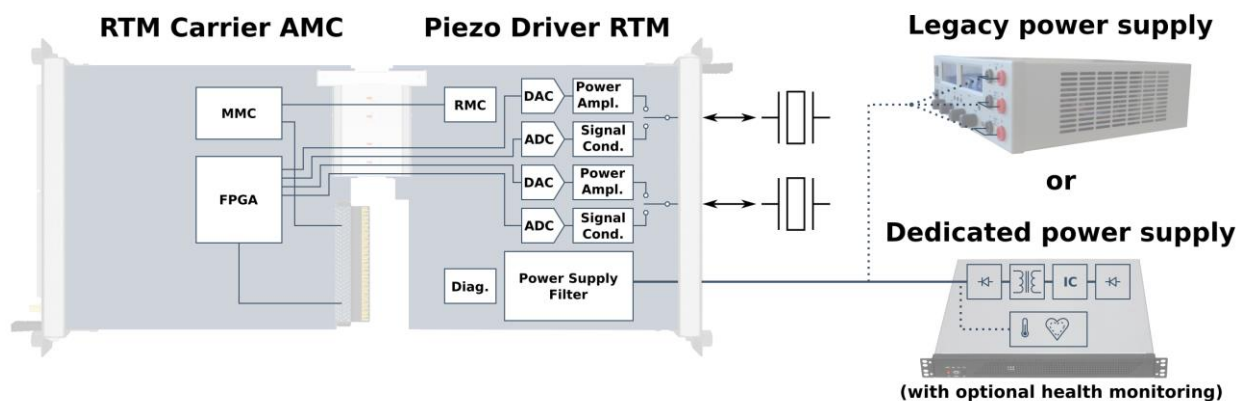 RTM Carrier AMC
Piezo Driver RTM
Legacy power supply
MMC
RMC
DAC
Power
Ampl.
ADC
Signal
Cond.
FPGA
DAC
Power
Ampl.
ADC
Signal
Cond.
or
Dedicated power supply
Diag.
Power Supply
Filter
IC
(with optional health monitoring)